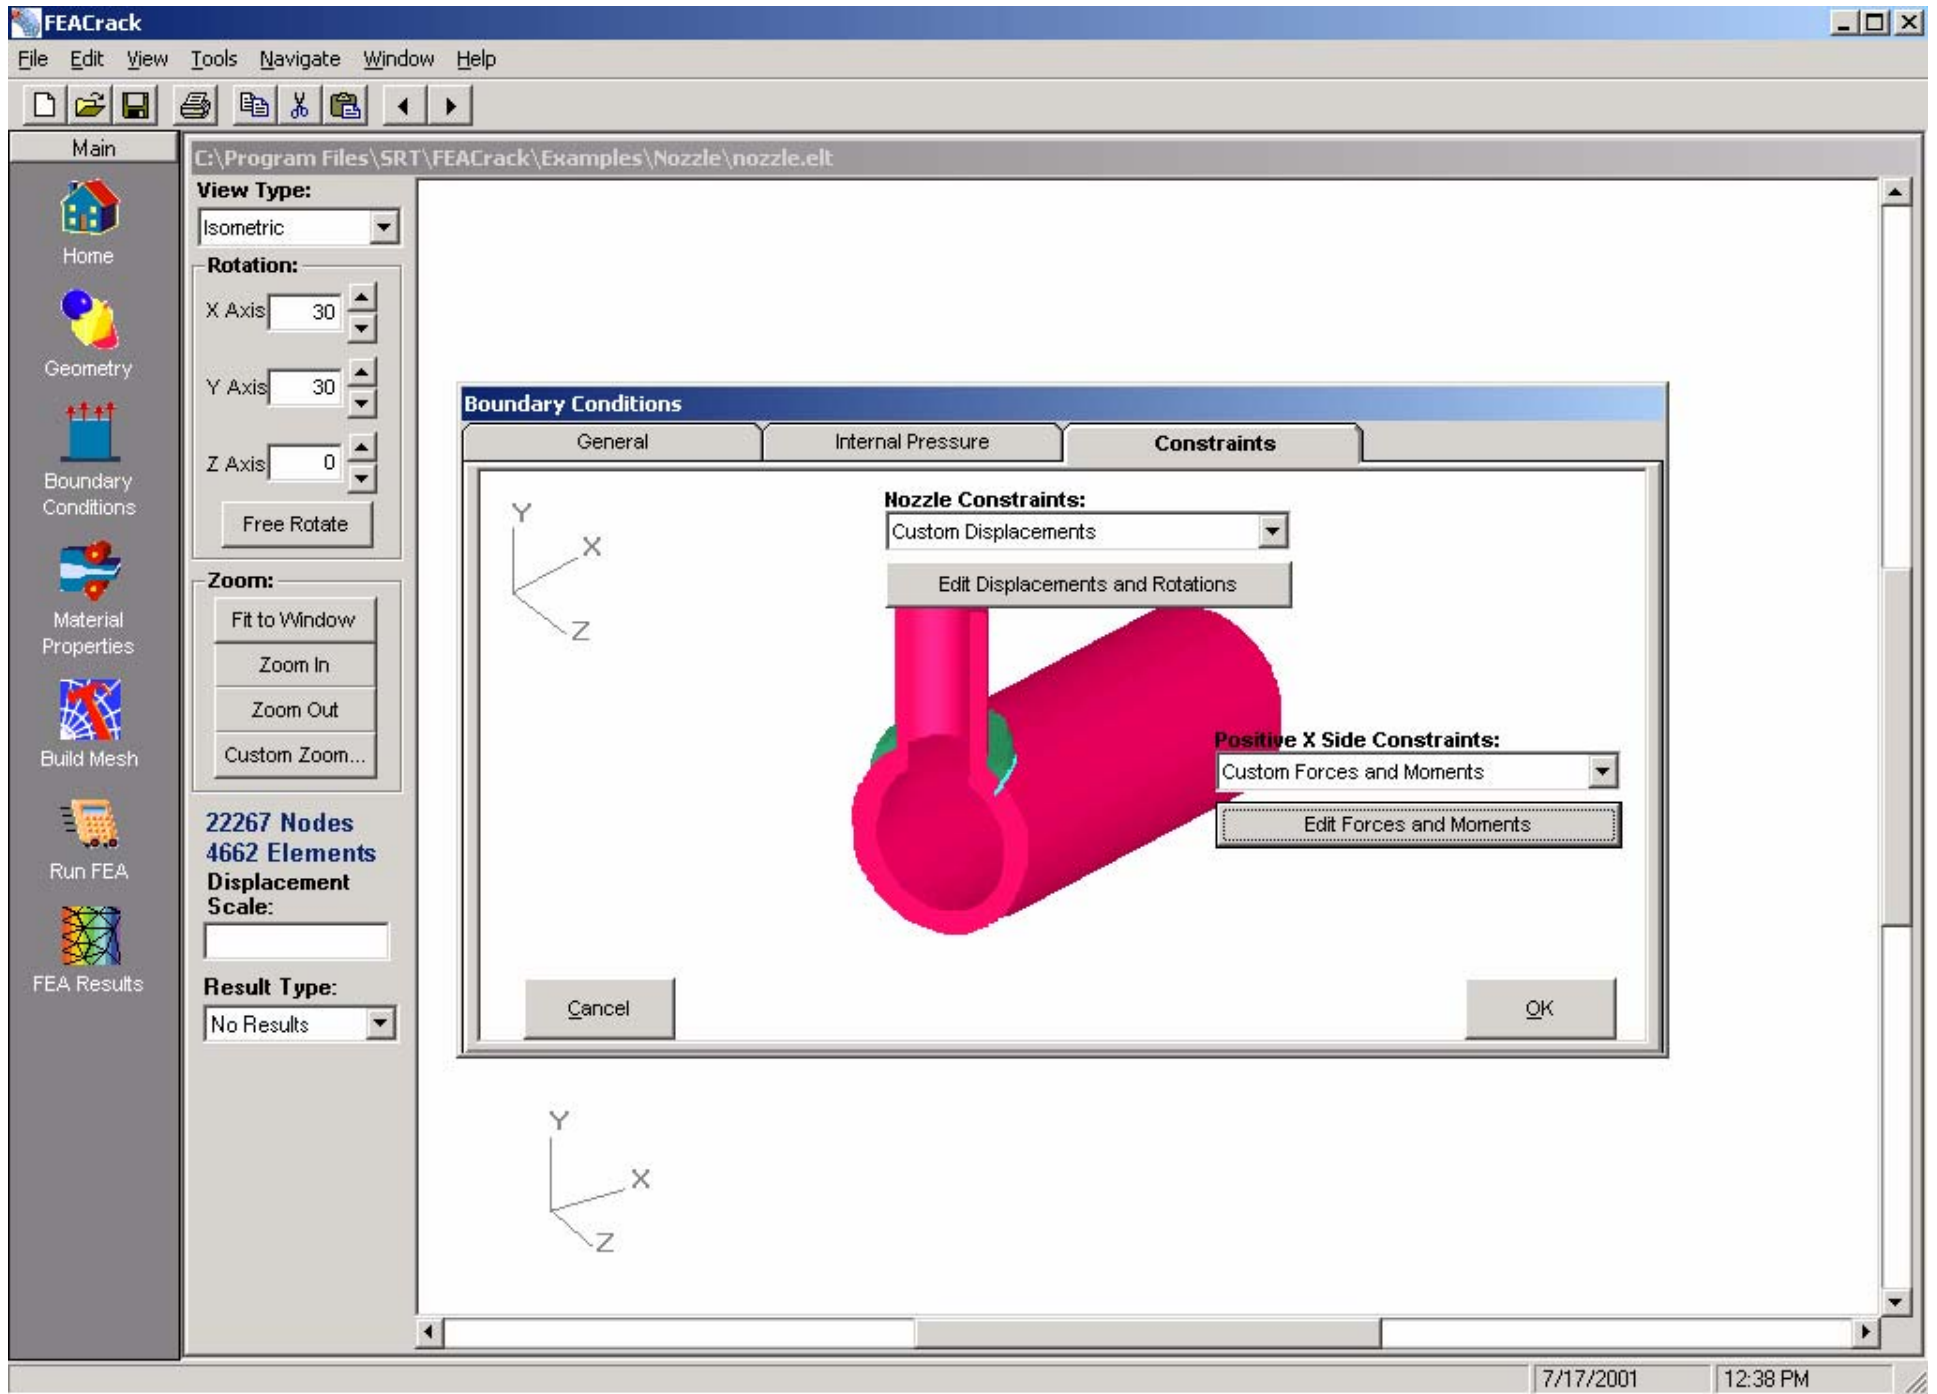 FEACrack
File Edit View Tools Navigate Window Help
Main
Home
Geometry
Boundary
Conditions
Material
Properties
Build Mesh
Run FEA
FEA Results
C:\Program Files\SRT\FEACrack\Examples\Nozzle\nozzle.elt
View Type:
Isometric
Rotation:
X Axis 30
Y Axis 30
Z Axis 0
Free Rotate
Zoom:
Fit to Window
Zoom In
Zoom Out
Custom Zoom...
22267 Nodes
4662 Elements
Displacement
Scale:
Result Type:
No Results
Boundary Conditions
General Internal Pressure Constraints
Y
X
Z
Nozzle Constraints:
Custom Displacements
Edit Displacements and Rotations
Positive X Side Constraints:
Custom Forces and Moments
Edit Forces and Moments
Cancel OK
Y
X
Z
7/17/2001 12:38 PM